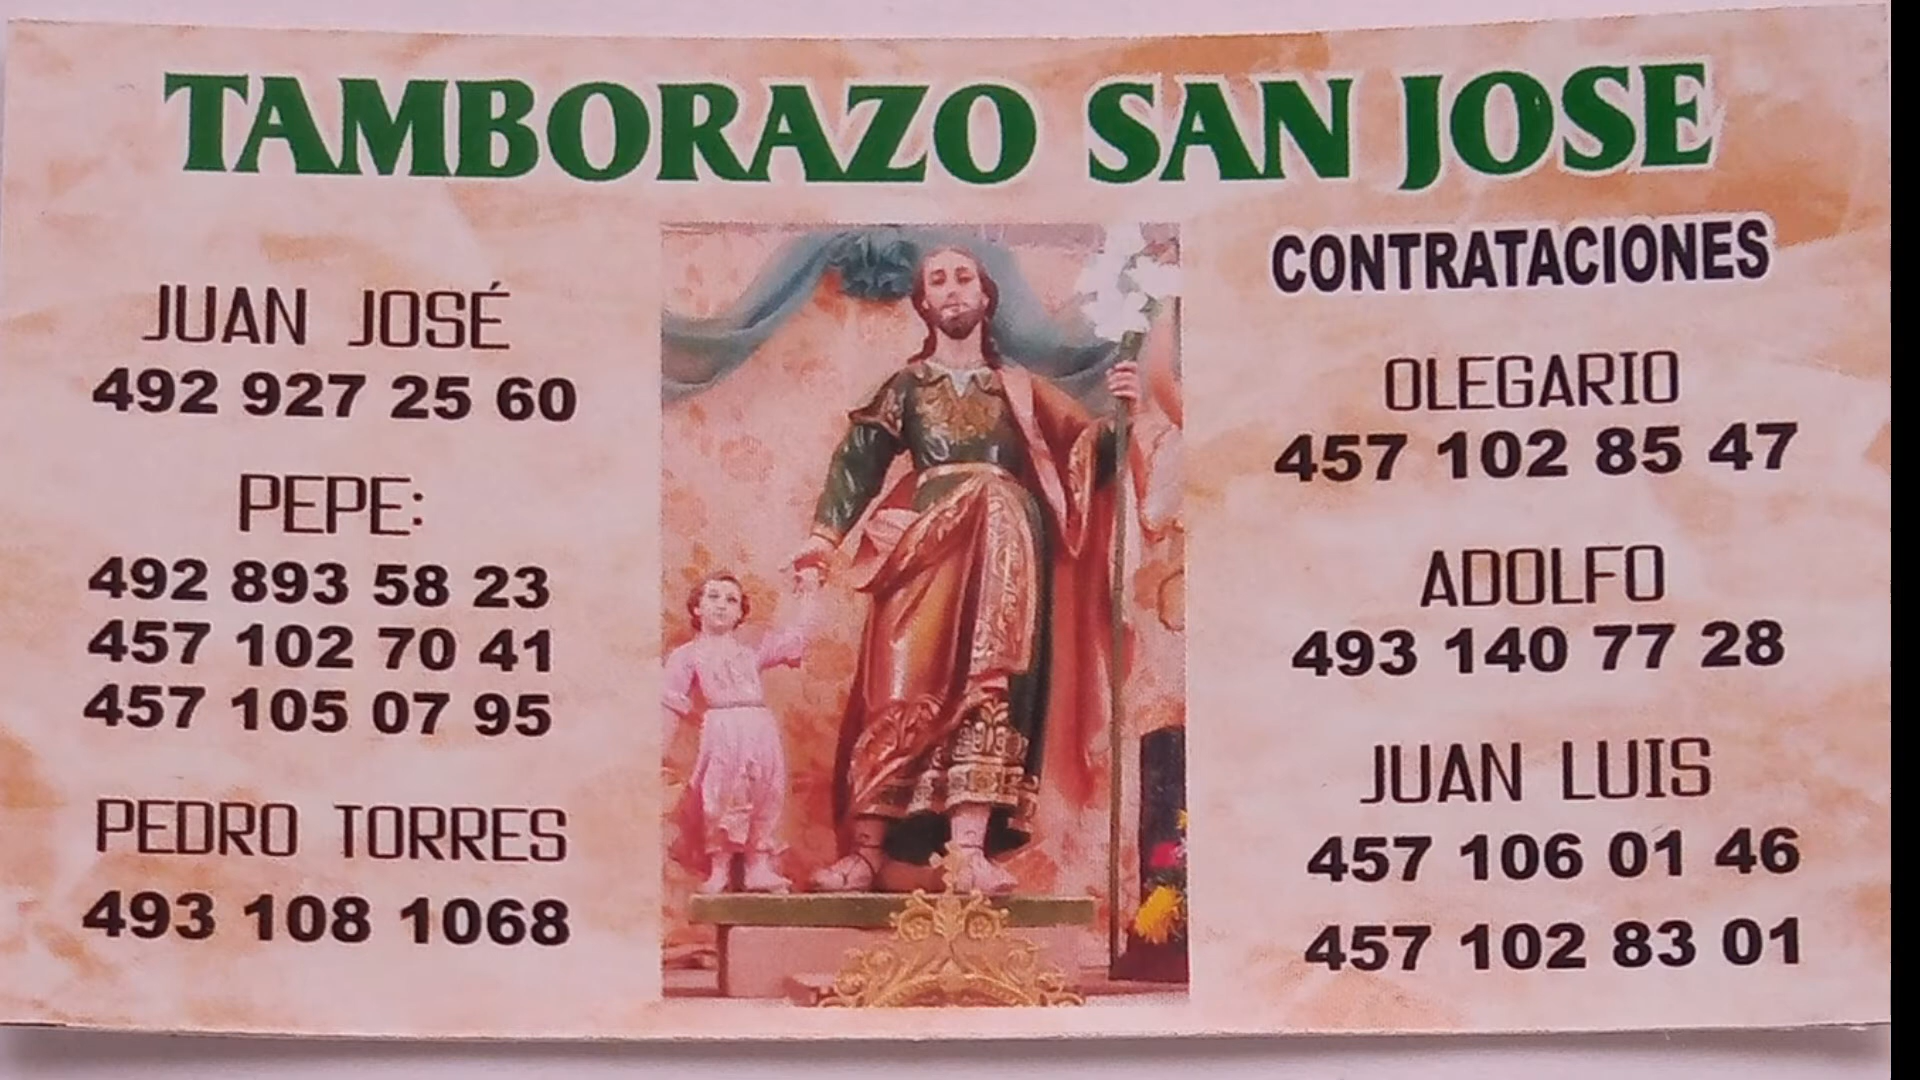 TAMBORAZO SAN JOSE
JUAN JOSÉ
492 927 25 60
PEPE:
492 893 58 23
457 102 70 41
457 105 07 95
PEDRO TORRES
493 108 1068
CONTRATACIONES
OLEGARIO
457 102 85 47
ADOLFO
493 140 77 28
JUAN LUIS
457 106 01 46
457 102 83 01